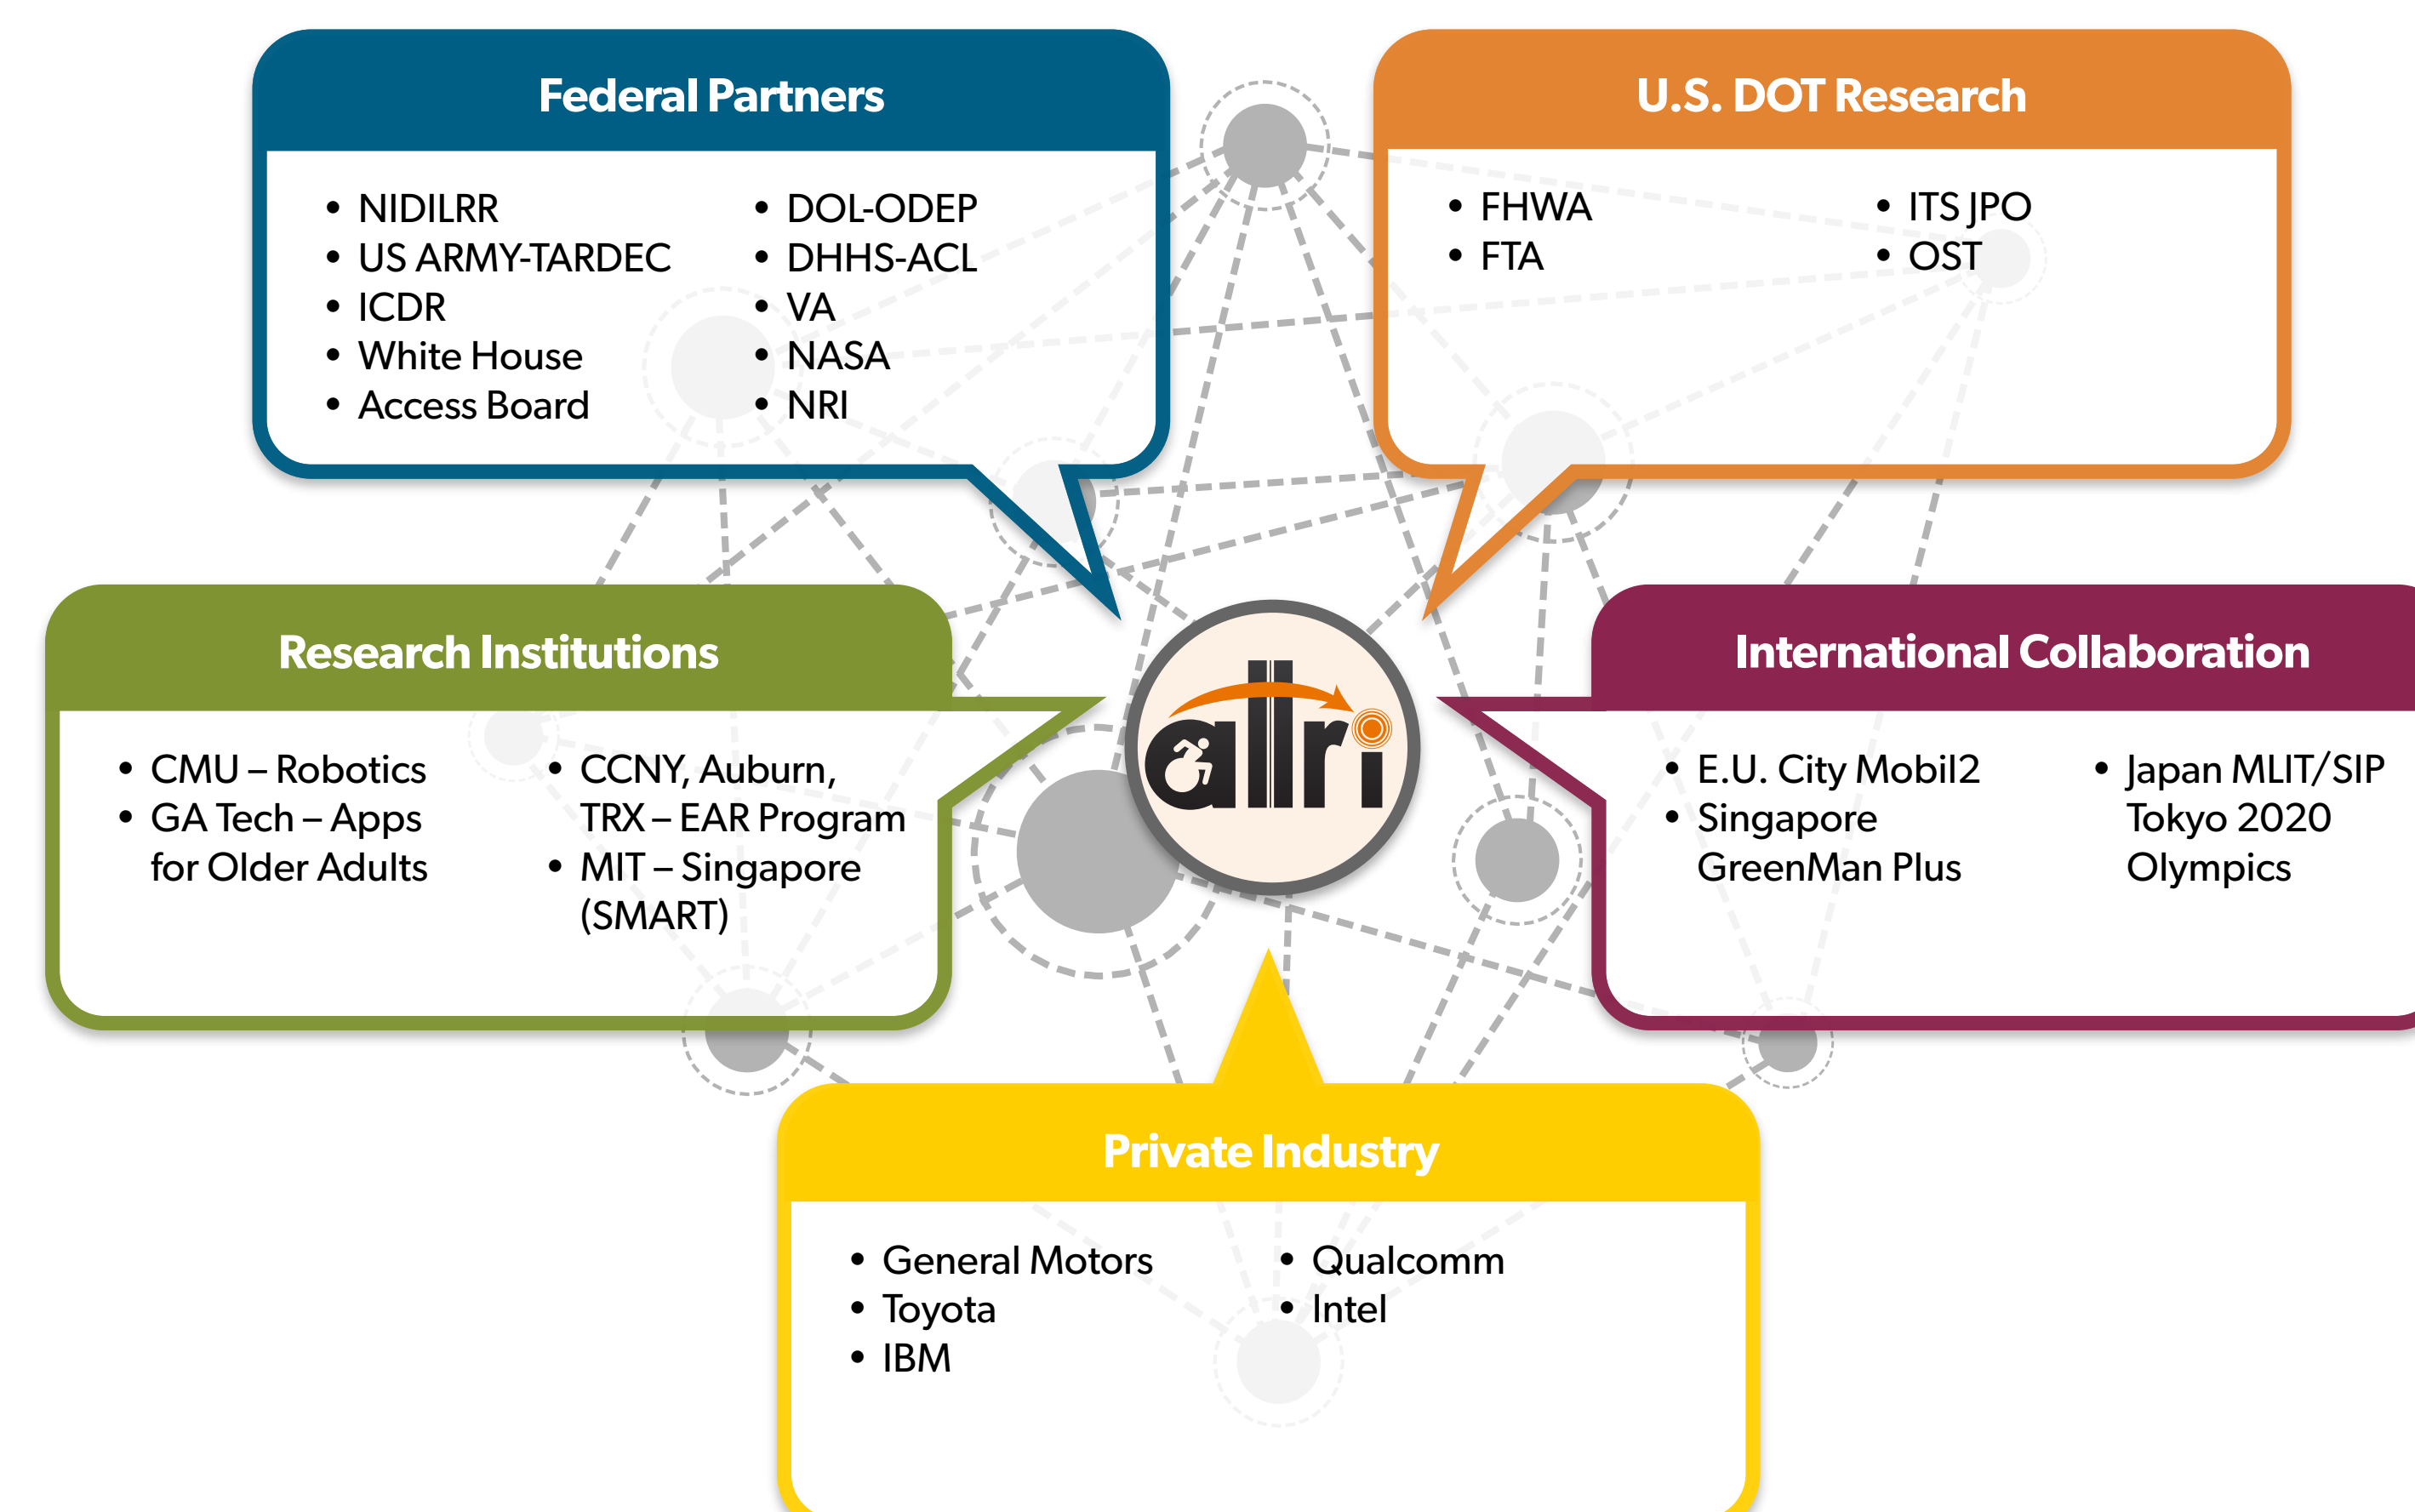 Federal Partners
• NIDILRR
• US ARMY-TARDEC
• ICDR
• White House
• Access Board
• DOL-ODEP
• DHHS-ACL
• VA
• NASA
• NRI
U.S. DOT Research
• FHWA
• FTA
• ITS JPO
• OST
Research Institutions
• CMU – Robotics
• GA Tech – Apps
for Older Adults
• CCNY, Auburn,
TRX – EAR Program
• MIT – Singapore
(SMART)
allri
International Collaboration
• E.U. City Mobil2
• Singapore
GreenMan Plus
• Japan MLIT/SIP
Tokyo 2020
Olympics
Private Industry
• General Motors
• Toyota
• IBM
• Qualcomm
• Intel